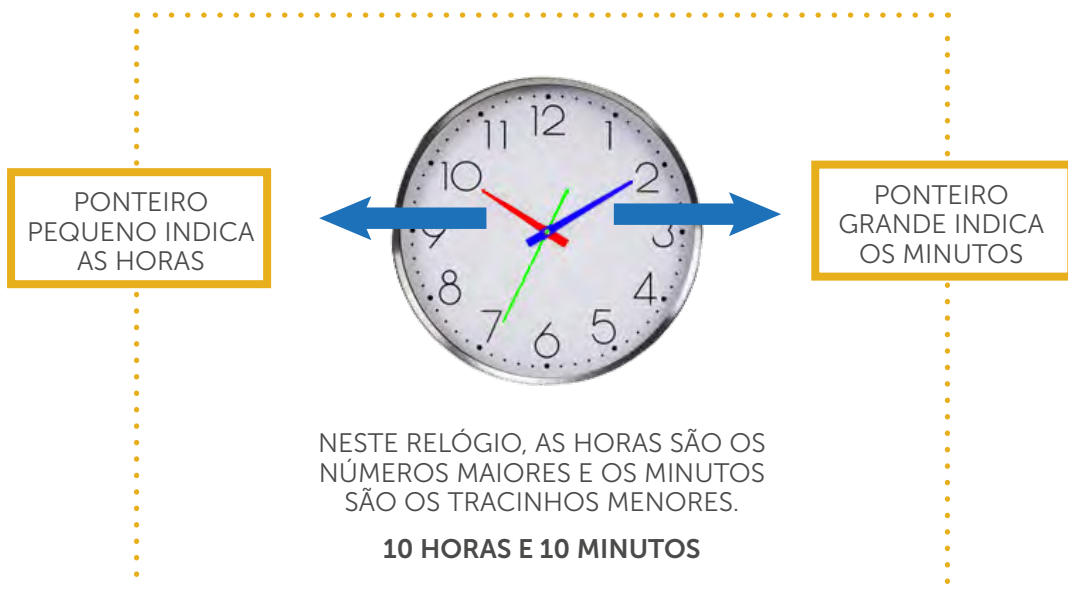 12
11
1
10
2
PONTEIRO
PEQUENO INDICA
AS HORAS
PONTEIRO
GRANDE INDICA
OS MINUTOS
9
3
8
4
7
5
6
NESTE RELÓGIO, AS HORAS SÃO OS
NÚMEROS MAIORES E OS MINUTOS
SÃO OS TRACINHOS MENORES.
10 HORAS E 10 MINUTOS